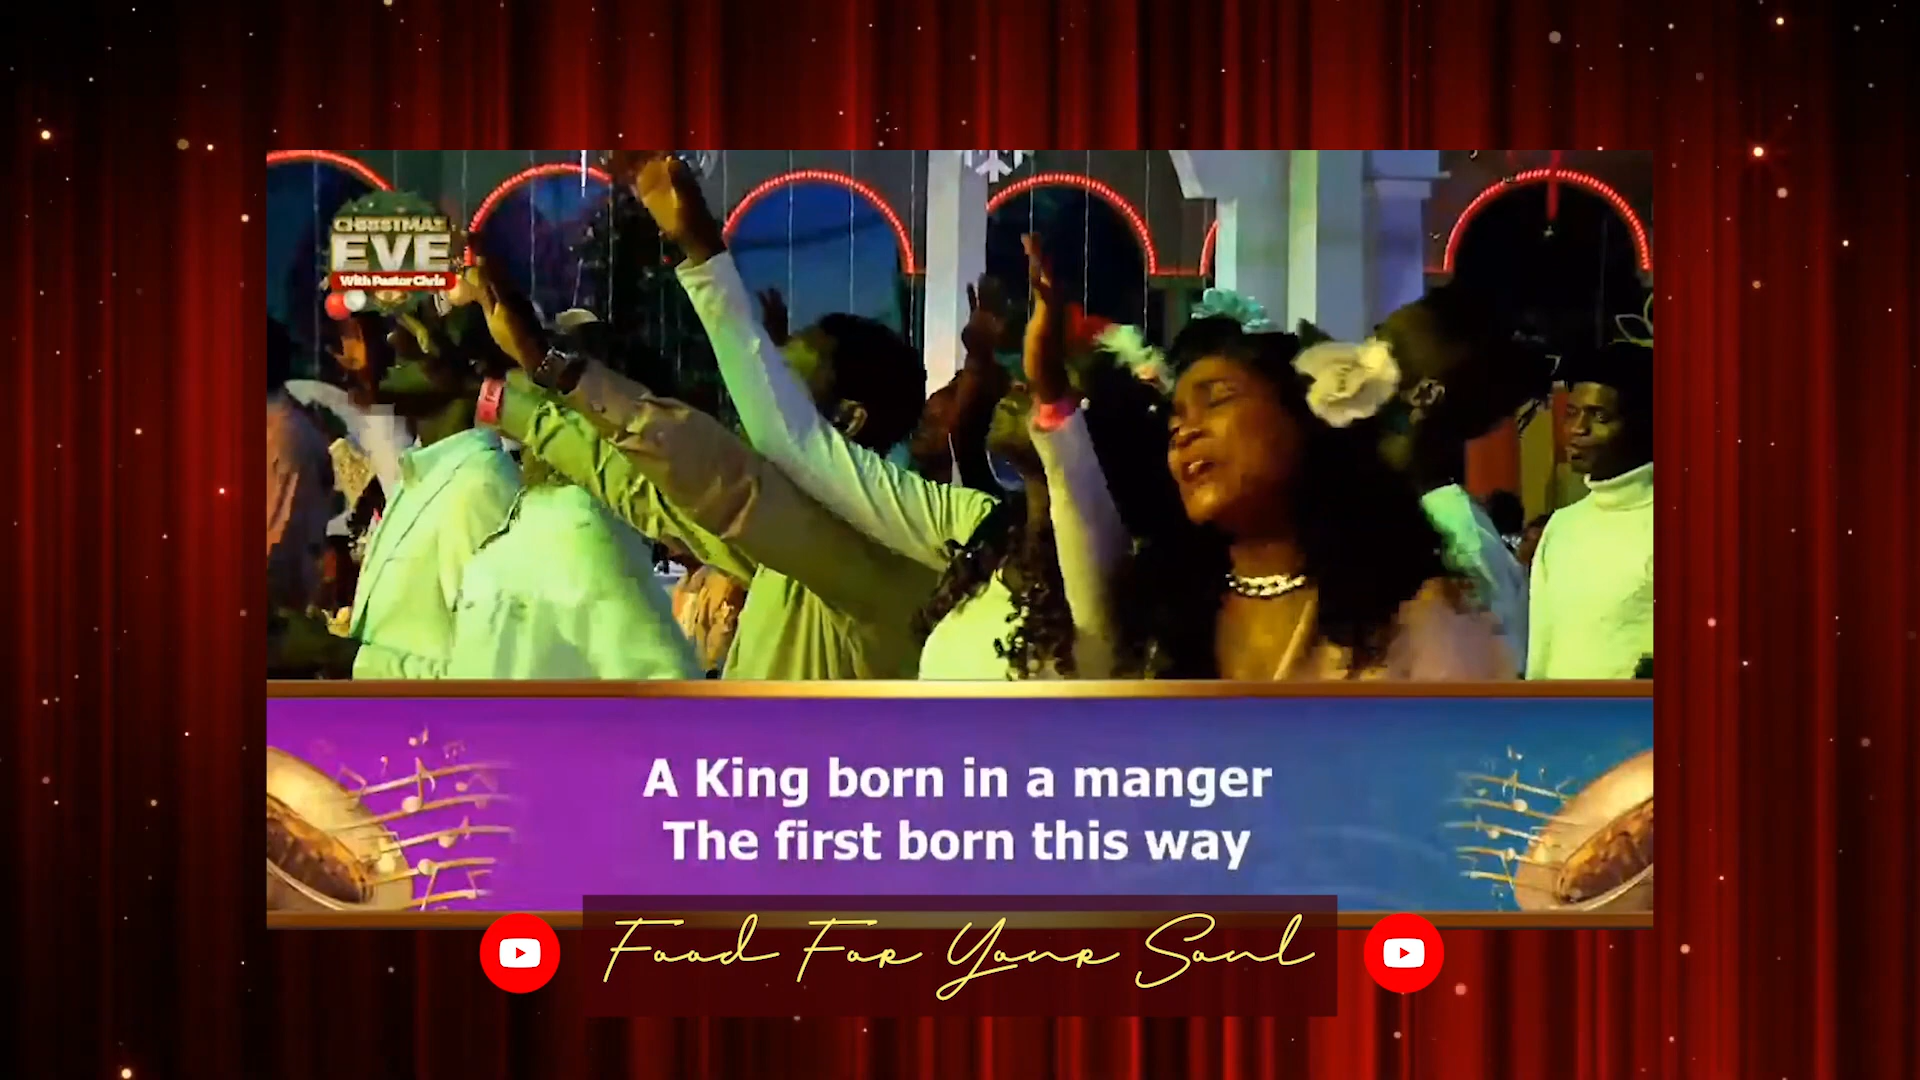 CHRISTMAS
EVE
With Pastor Chris
A King born in a manger
The first born this way
Food For Your Soul